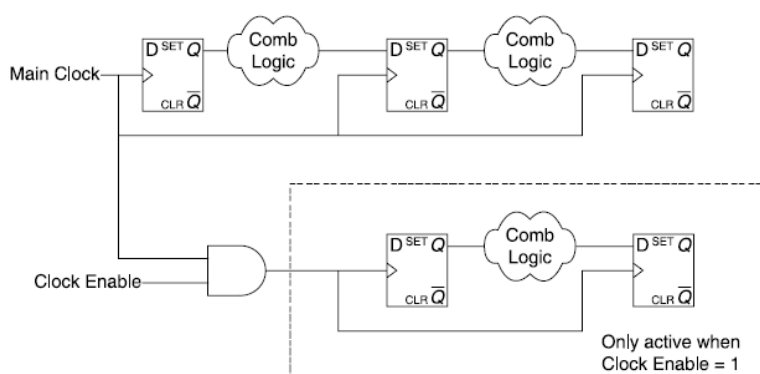 D SET Q
Comb
Logic
D SET Q
Comb
Logic
D SET Q
Main Clock
CLR Q̅
CLR Q̅
CLR Q̅
D SET Q
Comb
Logic
D SET Q
Clock Enable
CLR Q̅
CLR Q̅
Only active when
Clock Enable = 1